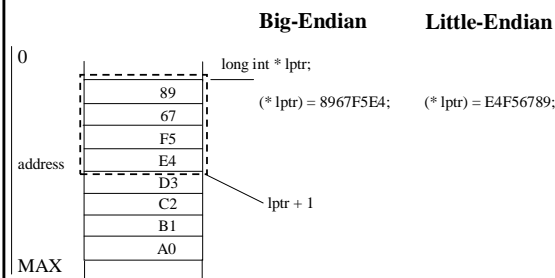 Big-Endian Little-Endian
0
long int * lptr;
89
(* lptr) = 8967F5E4; (* lptr) = E4F56789;
67
F5
address
E4
D3
C2
lptr + 1
B1
A0
MAX